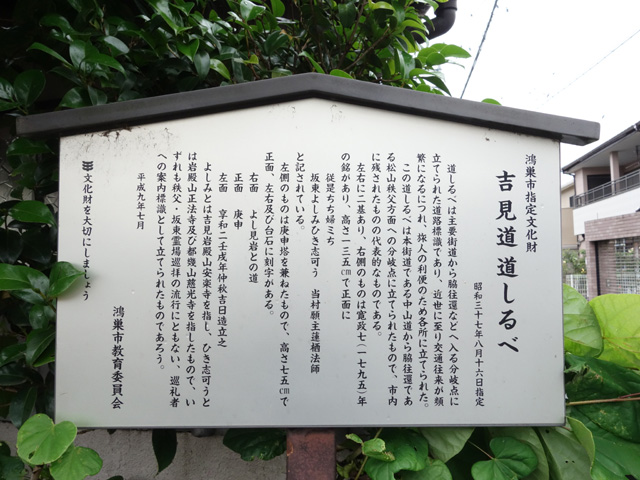 鴻巣市指定文化財
吉見道道しるべ
昭和三十七年八月十六日指定
道しるべは主要街道から脇往還などへ入る分岐点に
立てられた道路標識であり、近世に至り交通往来が頻
繁になるにつれ、旅人の利便のため各所に立てられた。
この道しるべは本街道である中山道から脇往還であ
る松山秩父方面への分岐点に立てられたもので、市内
に残されたものの代表的なものである。
左右に二基あり、右側のものは寛政七(一七九五)年
の銘があり、高さ一三五㎝で正面に
従是ちゝ婦ミち
坂東よしみひき志可う 当村願主蓮栖法師
と記されている。
左側のものは庚申塔を兼ねたもので、高さ七五㎝で
正面、左右及び台石に刻字がある。
右面 よし見岩との道
正面 庚申
左面 享和二壬戌年仲秋吉日造立之
よしみとは吉見岩殿山安楽寺を指し、ひき志可うと
は岩殿山正法寺及び都幾山慈光寺を指したもので、い
ずれも秩父・坂東霊場巡拝の流行にともない、巡礼者
への案内標識として立てられたものであろう。
平成九年七月
鴻巣市教育委員会
文化財を大切にしましょう